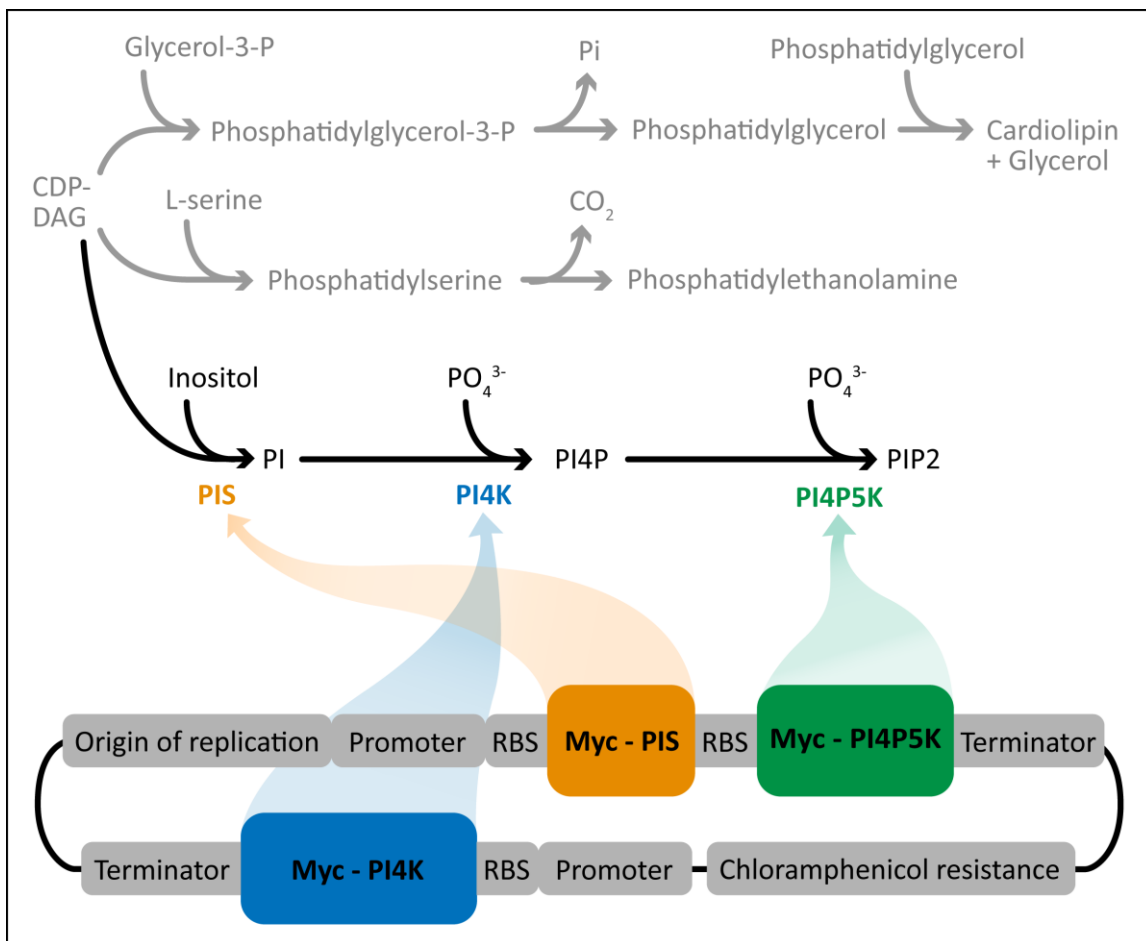 Glycerol-3-P
Pi
Phosphatidylglycerol
Phosphatidylglycerol-3-P
Phosphatidylglycerol
Cardiolipin
+ Glycerol
CDP-
DAG
L-serine
CO₂
Phosphatidylserine
Phosphatidylethanolamine
Inositol
PO₄³⁻
PO₄³⁻
PI
PI4P
PIP2
PIS
PI4K
PI4P5K
Origin of replication
Promoter
RBS
Myc - PIS
RBS
Myc - PI4P5K
Terminator
Terminator
Myc - PI4K
RBS
Promoter
Chloramphenicol resistance